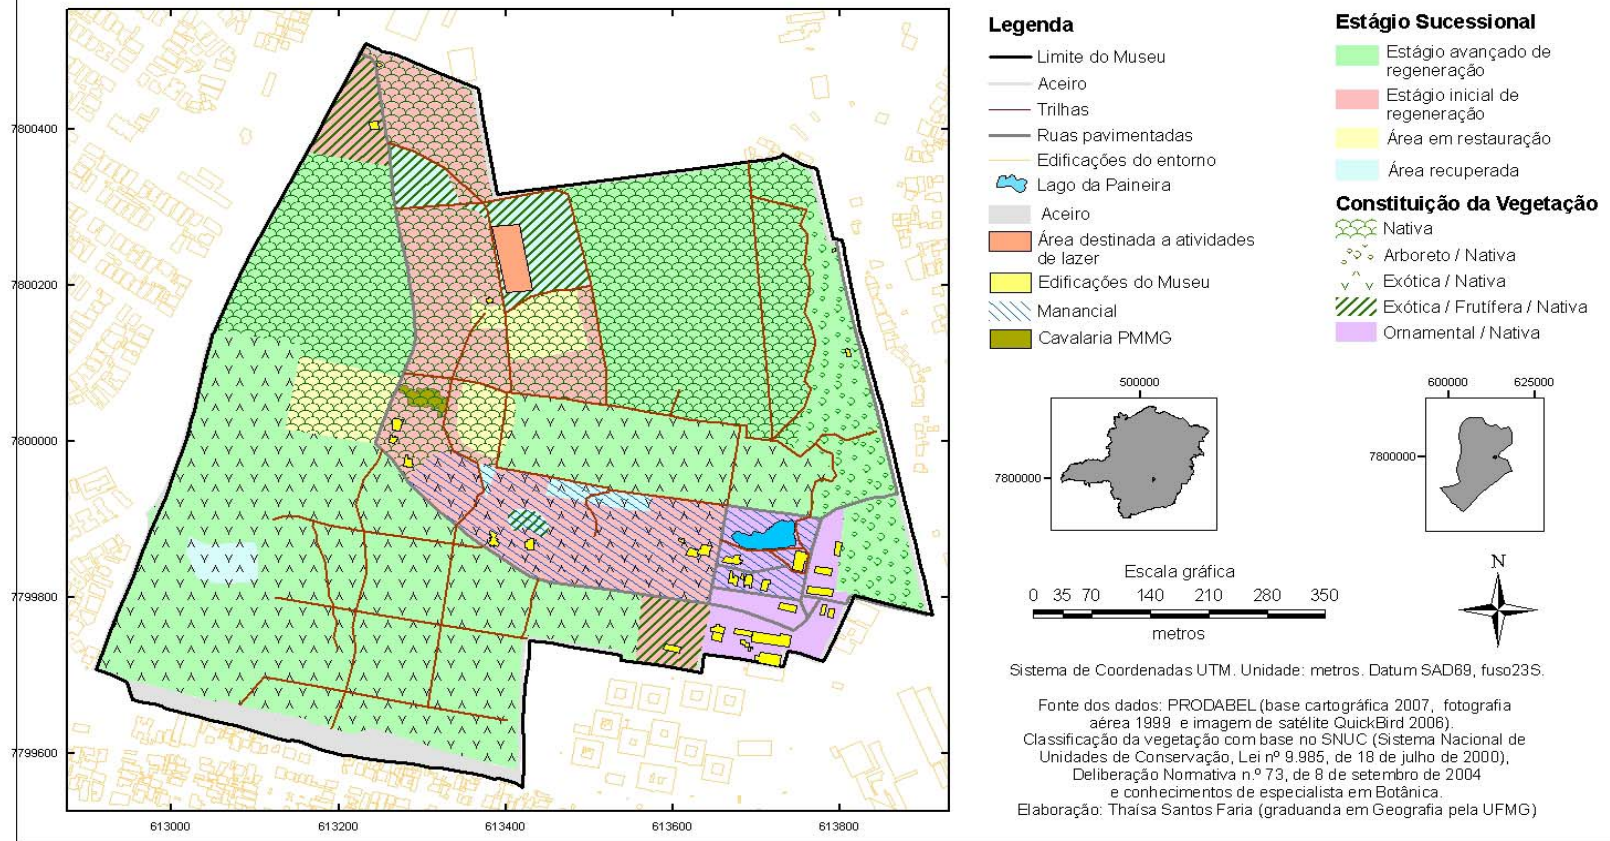 Legenda
Limite do Museu
Aceiro
Trilhas
Ruas pavimentadas
Edificações do entorno
Lago da Paineira
Aceiro
Área destinada a atividades
de lazer
Edificações do Museu
Manancial
Cavalaria PMMG
Estágio Sucessional
Estágio avançado de
regeneração
Estágio inicial de
regeneração
Área em restauração
Área recuperada
Constituição da Vegetação
Nativa
Arboreto / Nativa
Exótica / Nativa
Exótica / Frutífera / Nativa
Ornamental / Nativa
7800400
7800200
7800000
7799800
7799600
613000
613200
613400
613600
613800
500000
7800000
600000
625000
7800000
Escala gráfica
0 35 70 140 210 280 350
metros
N
Sistema de Coordenadas UTM. Unidade: metros. Datum SAD69, fuso23S.
Fonte dos dados: PRODABEL (base cartográfica 2007, fotografia
aérea 1999 e imagem de satélite QuickBird 2006).
Classificação da vegetação com base no SNUC (Sistema Nacional de
Unidades de Conservação, Lei nº 9.985, de 18 de julho de 2000),
Deliberação Normativa n.º 73, de 8 de setembro de 2004
e conhecimentos de especialista em Botânica.
Elaboração: Thaísa Santos Faria (graduanda em Geografia pela UFMG)